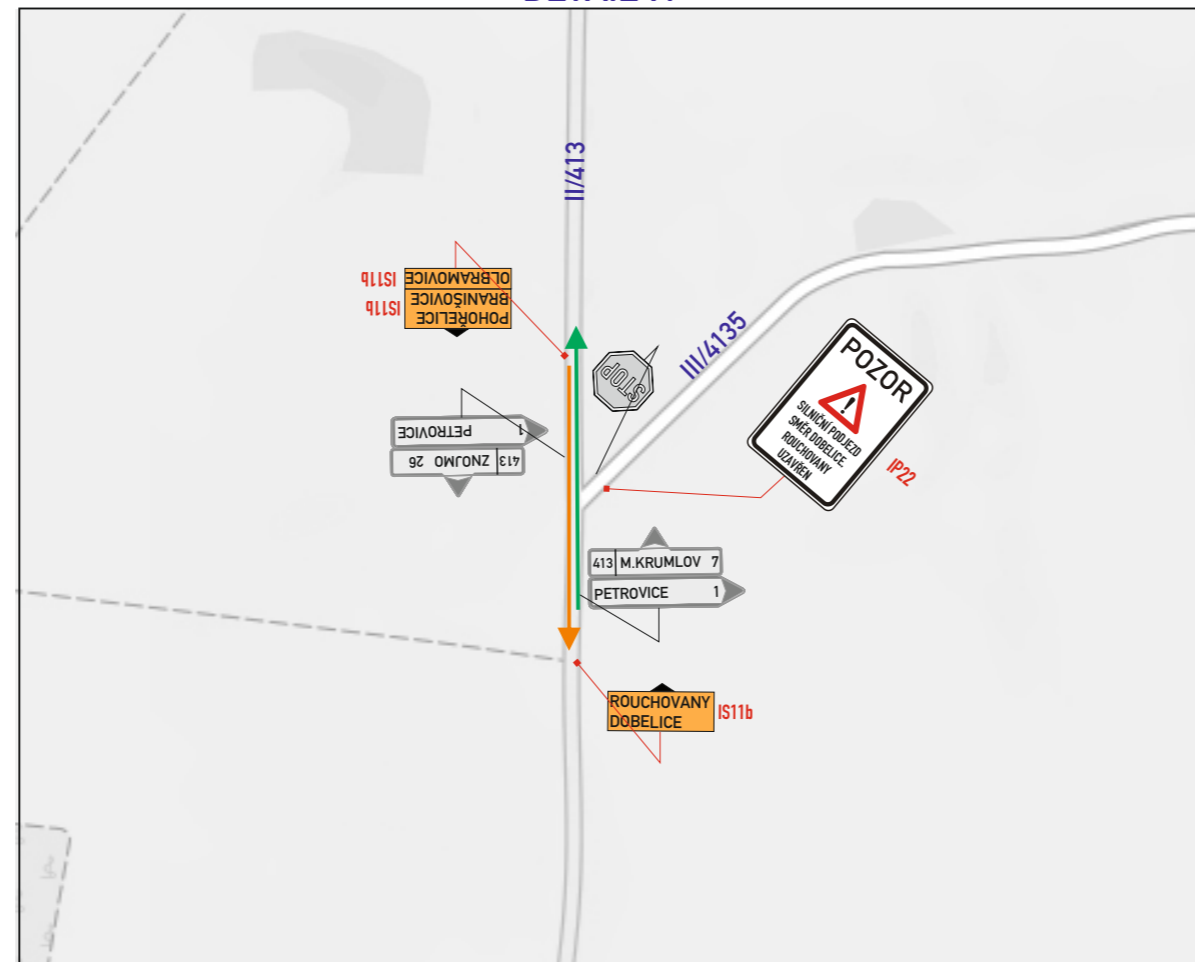 II/413
POHOŘELICE
BRANIŠOVICE
IS11b
OLBRAMOVICE
IS11b
STOP
III/4135
POZOR
!
SILNIČNÍ PODJEZD
SMĚR DOBELICE,
ROUCHOVANY
UZAVŘEN
IP22
413 ZNOJMO 26
PETROVICE 1
413 M.KRUMLOV 7
PETROVICE 1
ROUCHOVANY
DOBELICE
IS11b